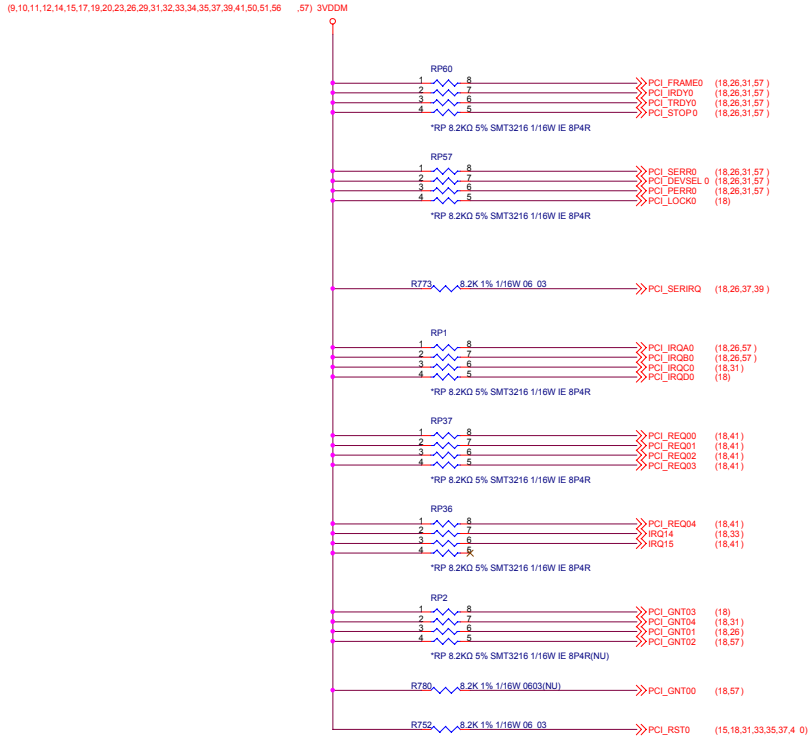 (9,10,11,12,14,15,17,19,20,23,26,29,31,32,33,34,35,37,39,41,50,51,56 ,57) 3VDDM
RP60
1 8 PCI_FRAME0 (18,26,31,57 )
2 7 PCI_IRDY0 (18,26,31,57 )
3 6 PCI_TRDY0 (18,26,31,57 )
4 5 PCI_STOP0 (18,26,31,57 )
*RP 8.2KΩ 5% SMT3216 1/16W IE 8P4R
RP57
1 8 PCI_SERR0 (18,26,31,57 )
2 7 PCI_DEVSEL 0 (18,26,31,57 )
3 6 PCI_PERR0 (18,26,31,57 )
4 5 PCI_LOCK0 (18)
*RP 8.2KΩ 5% SMT3216 1/16W IE 8P4R
R773 8.2K 1% 1/16W 06 03 PCI_SERIRQ (18,26,37,39 )
RP1
1 8 PCI_IRQA0 (18,26,57 )
2 7 PCI_IRQB0 (18,26,57 )
3 6 PCI_IRQC0 (18,31 )
4 5 PCI_IRQD0 (18)
*RP 8.2KΩ 5% SMT3216 1/16W IE 8P4R
RP37
1 8 PCI_REQ00 (18,41 )
2 7 PCI_REQ01 (18,41 )
3 6 PCI_REQ02 (18,41 )
4 5 PCI_REQ03 (18,41 )
*RP 8.2KΩ 5% SMT3216 1/16W IE 8P4R
RP36
1 8 PCI_REQ04 (18,41 )
2 7 IRQ14 (18,33 )
3 6 IRQ15 (18,41 )
4 5
*RP 8.2KΩ 5% SMT3216 1/16W IE 8P4R
RP2
1 8 PCI_GNT03 (18)
2 7 PCI_GNT04 (18,31 )
3 6 PCI_GNT01 (18,26 )
4 5 PCI_GNT02 (18,57 )
*RP 8.2KΩ 5% SMT3216 1/16W IE 8P4R(NU)
R780 8.2K 1% 1/16W 0603(NU) PCI_GNT00 (18,57 )
R752 8.2K 1% 1/16W 06 03 PCI_RST0 (15,18,31,33,35,37,4 0)